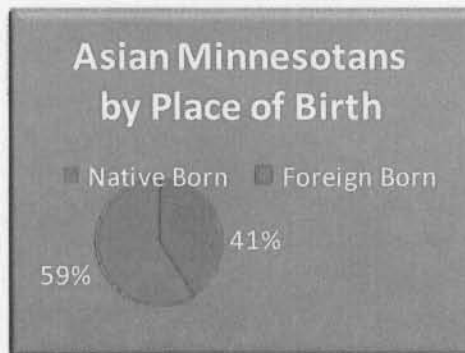 Asian Minnesotans
by Place of Birth
Native Born Foreign Born
41%
59%